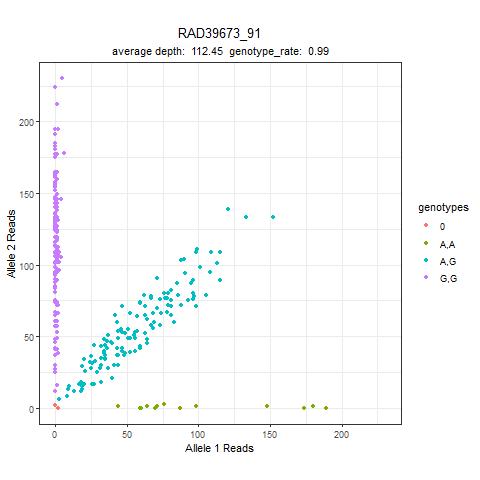 RAD39673_91
average depth: 112.45 genotype_rate: 0.99
200
150
100
50
0
Allele 2 Reads
0 50 100 150 200
Allele 1 Reads
genotypes
0
A,A
A,G
G,G